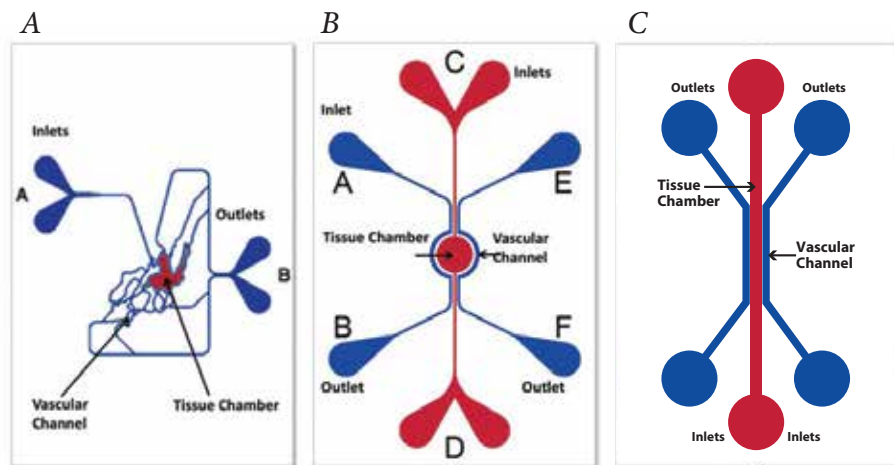 A
B
C
Inlets
A
Outlets
B
Vascular
Channel
Tissue Chamber
C
Inlets
Inlet
A
E
Tissue Chamber
Vascular
Channel
B
F
Outlet
Outlet
D
Outlets
Outlets
Tissue
Chamber
Vascular
Channel
Inlets
Inlets